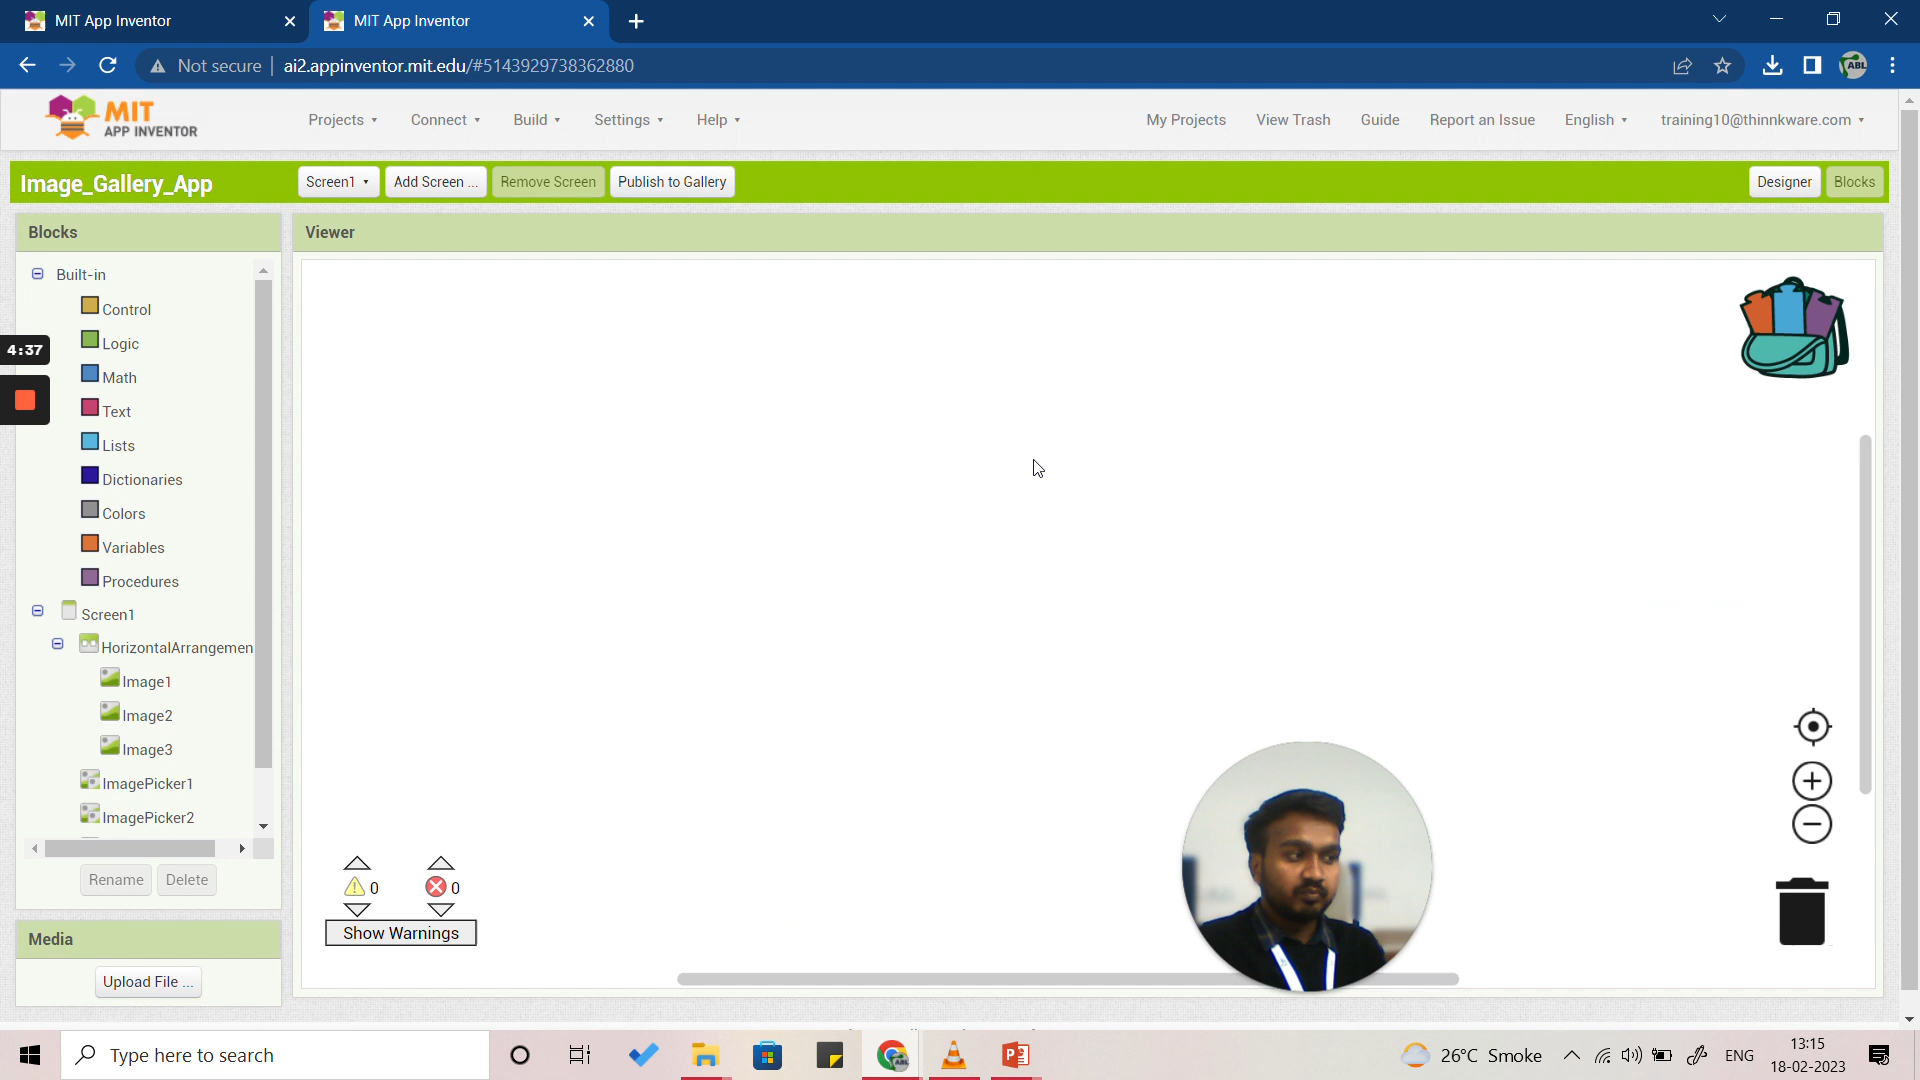 MIT App Inventor
MIT App Inventor
Not secure
ai2.appinventor.mit.edu/#5143929738362880
ABL
MIT
APP INVENTOR
Projects
Connect
Build
Settings
Help
My Projects
View Trash
Guide
Report an Issue
English
training10@thinnkware.com
Image_Gallery_App
Screen1
Add Screen ...
Remove Screen
Publish to Gallery
Designer
Blocks
Blocks
Viewer
Built-in
Control
Logic
4:37
Math
Text
Lists
Dictionaries
Colors
Variables
Procedures
Screen1
HorizontalArrangemen
Image1
Image2
Image3
ImagePicker1
ImagePicker2
Rename
Delete
0
0
Show Warnings
Media
Upload File ...
Type here to search
26°C Smoke
ENG
13:15
18-02-2023